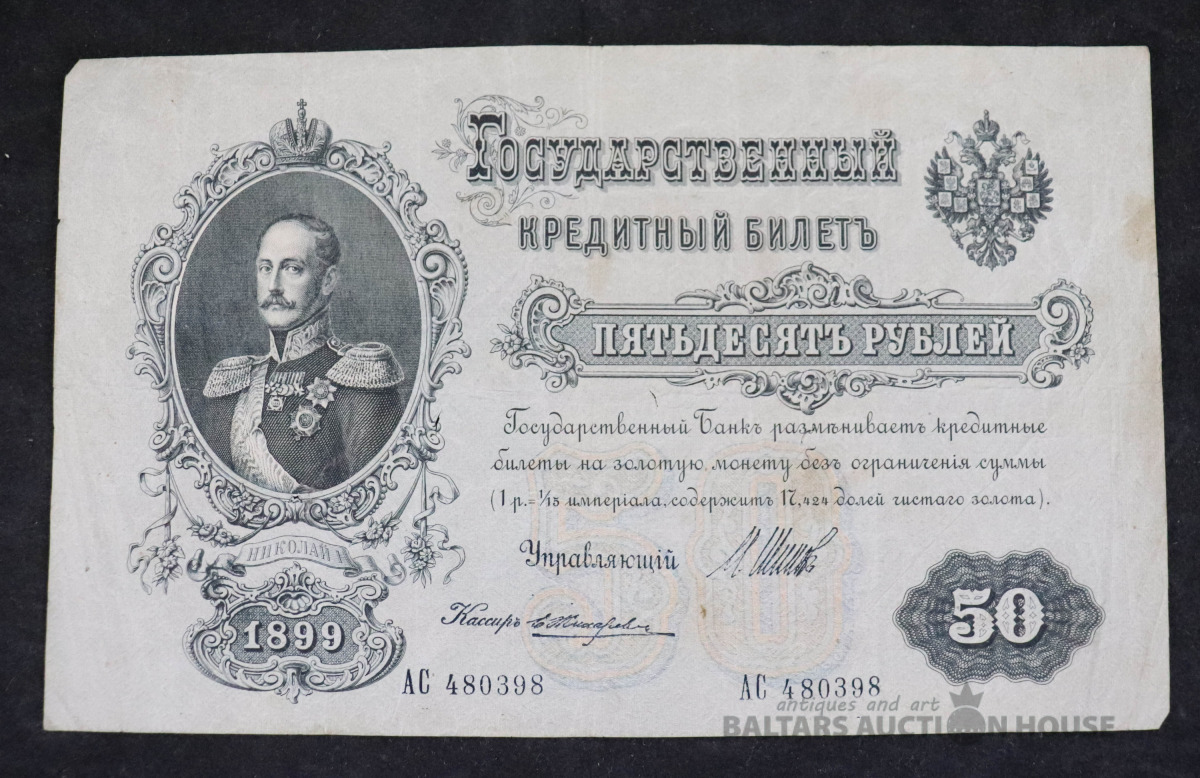 Государственный
кредитный билетъ
пятьдесятъ рублей
Государственный Банкъ размѣниваетъ кредитные
билеты на золотую монету безъ ограниченія суммы
(1 р.= 1/15 имперіала, содержитъ 17,424 долей чистаго золота).
Управляющій
Кассиръ
НИКОЛАЙ I
1899
50
АС 480398
АС 480398
antiques and art
BALTARS AUCTION HOUSE